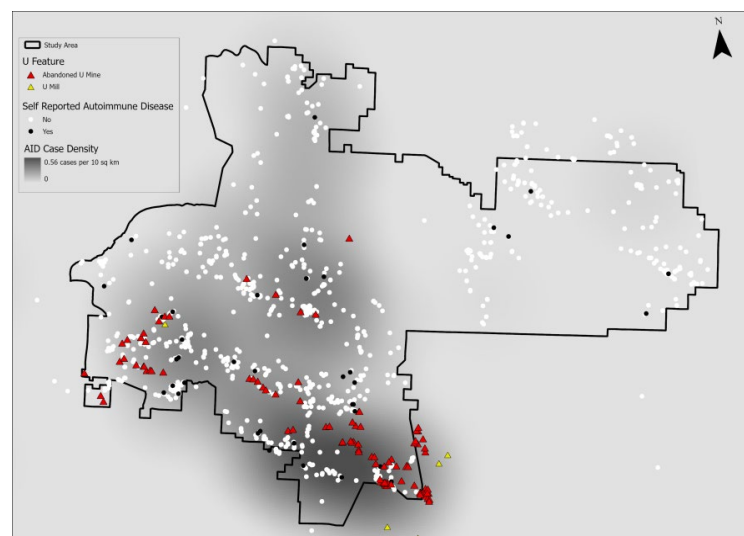 N
Study Area
U Feature
Abandoned U Mine
U Mill
Self Reported Autoimmune Disease
No
Yes
AID Case Density
0.56 cases per 10 sq km
0